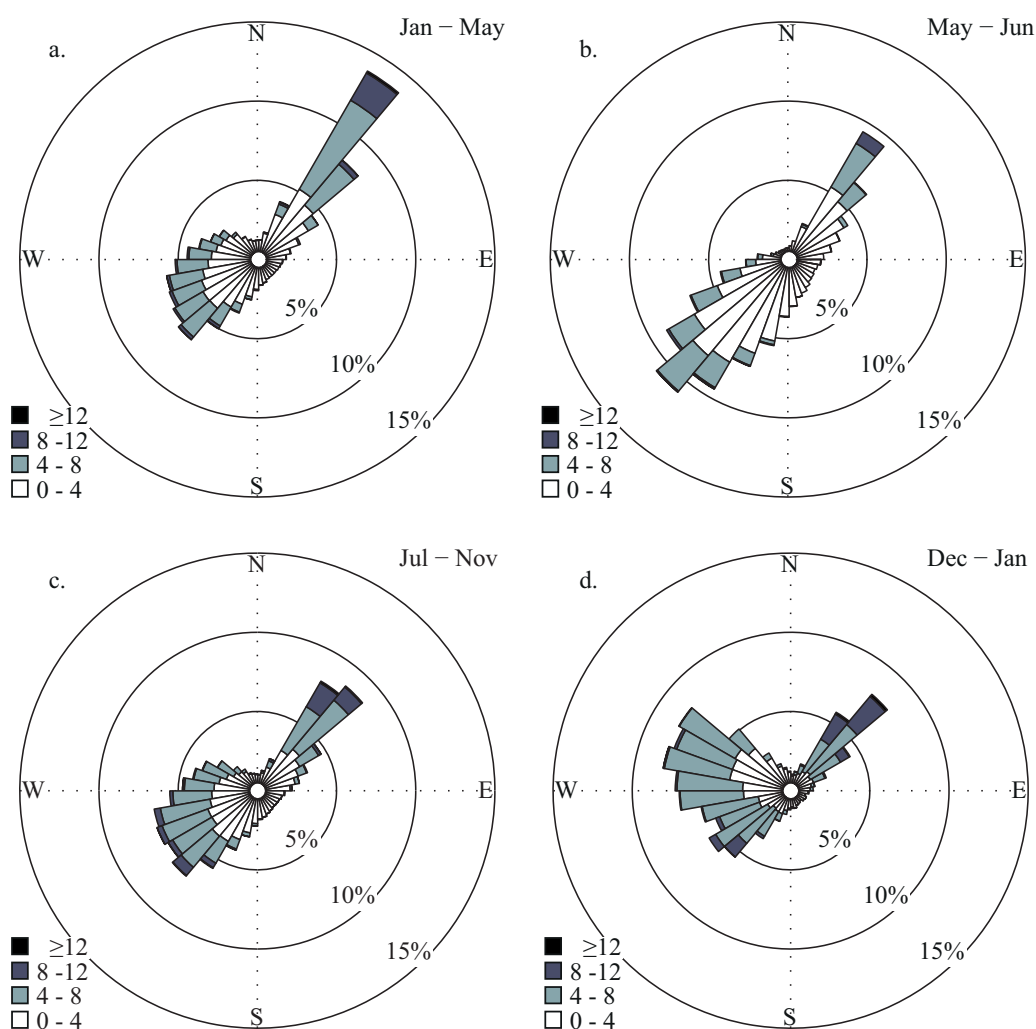 a.
Jan − May
N
W
E
S
5%
10%
15%
≥12
8 -12
4 - 8
0 - 4
b.
May − Jun
N
W
E
S
5%
10%
15%
≥12
8 -12
4 - 8
0 - 4
c.
Jul − Nov
N
W
E
S
5%
10%
15%
≥12
8 -12
4 - 8
0 - 4
d.
Dec − Jan
N
W
E
S
5%
10%
15%
≥12
8 -12
4 - 8
0 - 4